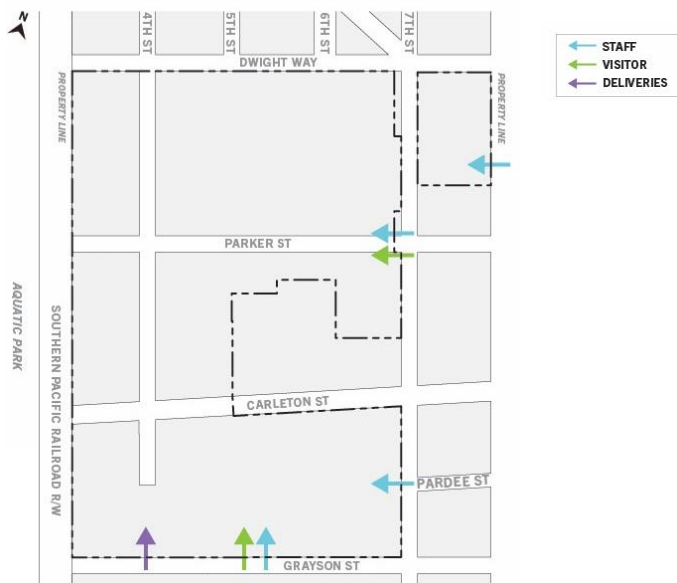 N
4TH ST
5TH ST
6TH ST
7TH ST
STAFF
VISITOR
DELIVERIES
DWIGHT WAY
PROPERTY LINE
PROPERTY LINE
PARKER ST
AQUATIC PARK
SOUTHERN PACIFIC RAILROAD R/W
CARLETON ST
PARDEE ST
GRAYSON ST